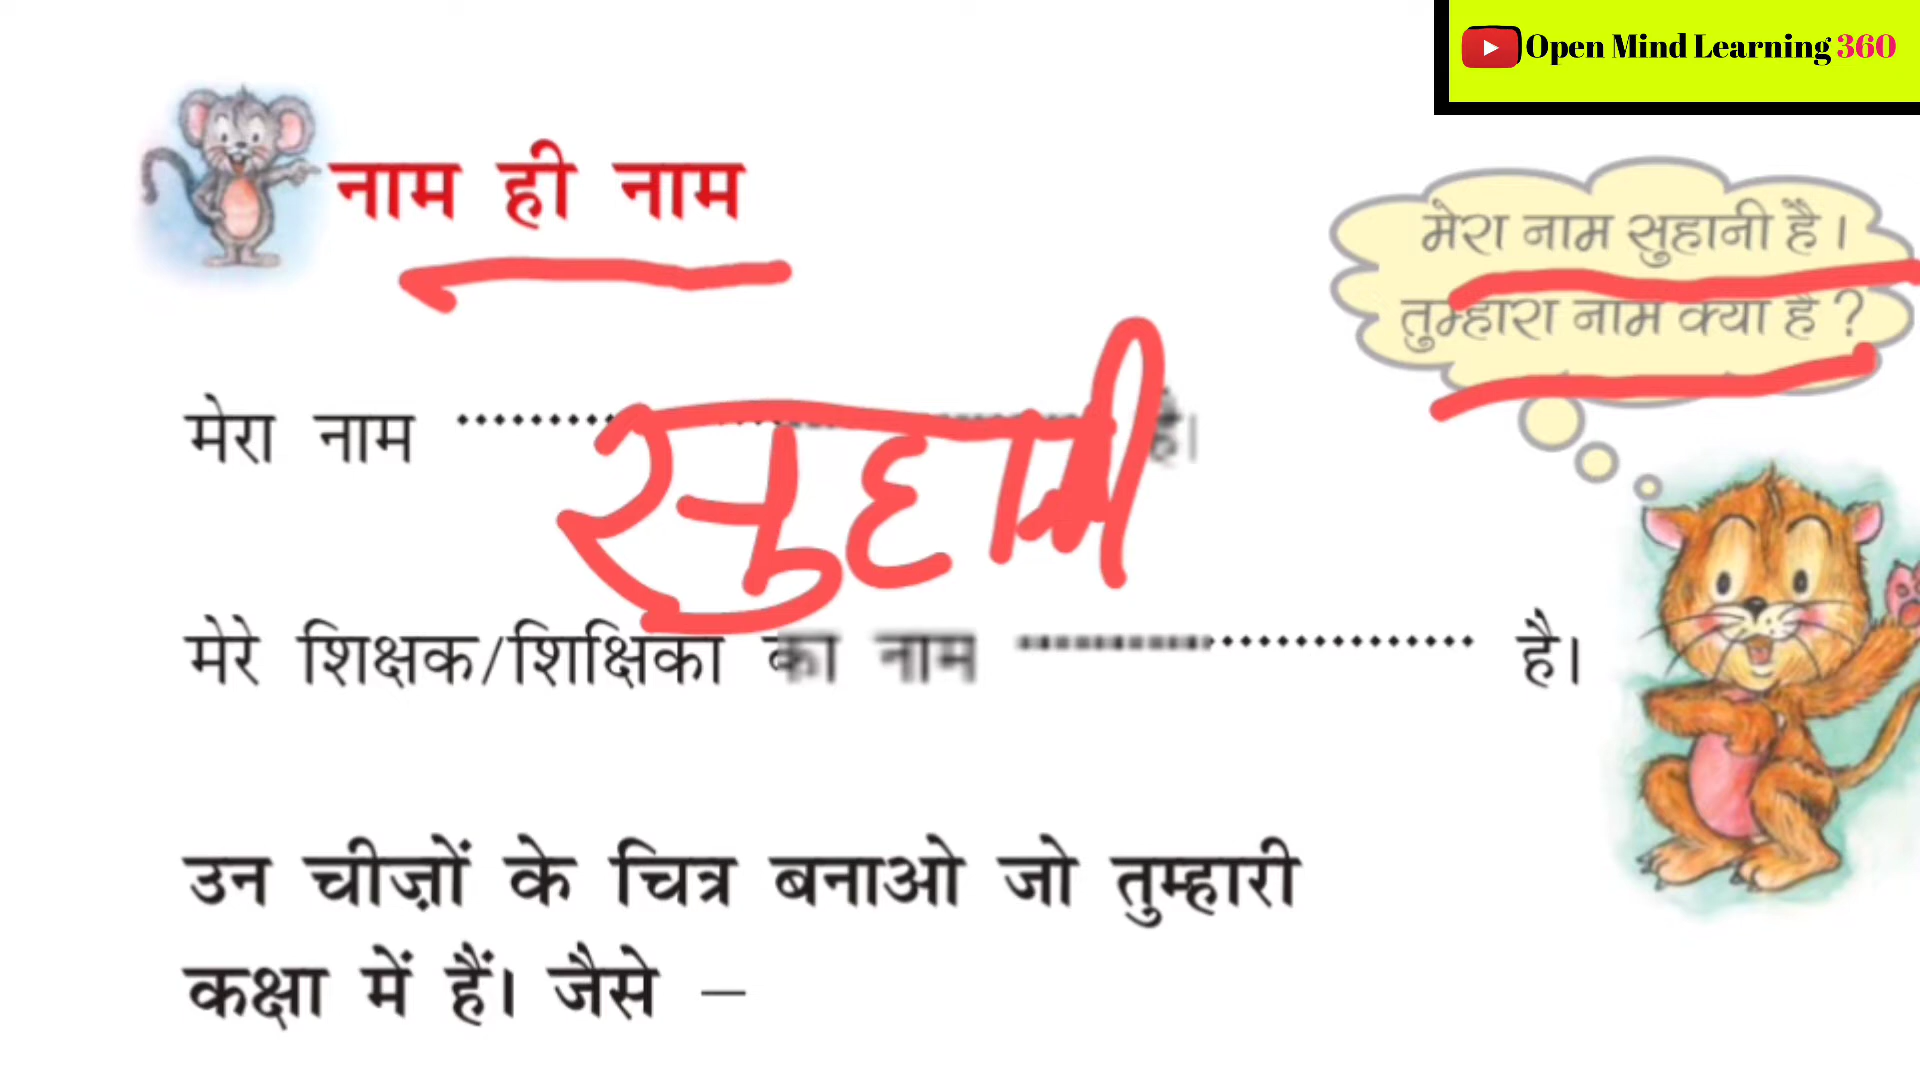 Open Mind Learning 360
नाम ही नाम
मेरा नाम सुहानी है।
तुम्हारा नाम क्या है ?
मेरा नाम .................... है।
सुहानी
मेरे शिक्षक/शिक्षिका का नाम .................... है।
उन चीज़ों के चित्र बनाओ जो तुम्हारी
कक्षा में हैं। जैसे –